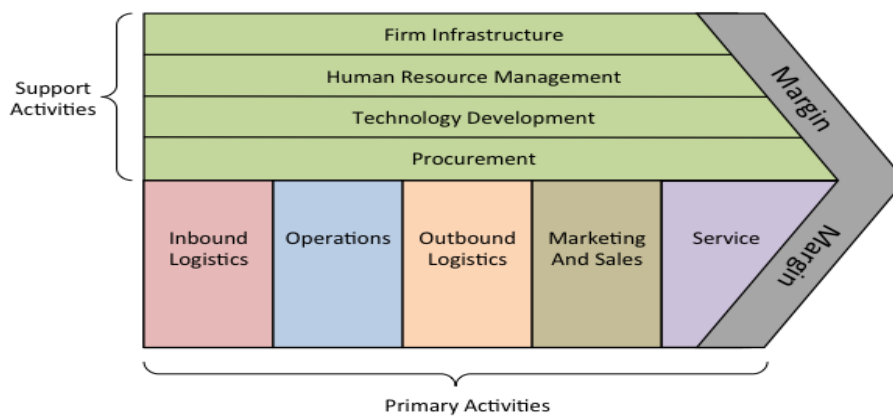 Firm Infrastructure
Human Resource Management
Technology Development
Procurement
Support
Activities
Margin
Inbound
Logistics
Operations
Outbound
Logistics
Marketing
And Sales
Service
Margin
Primary Activities